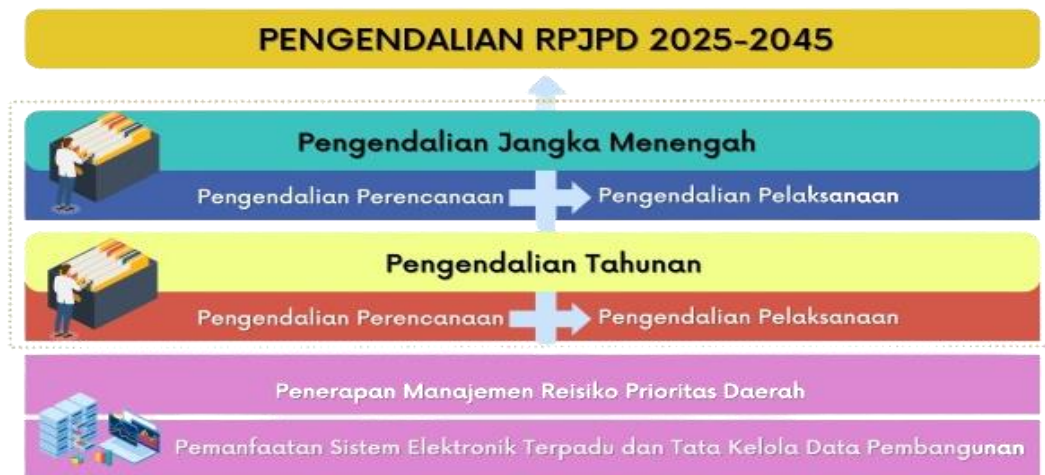 PENGENDALIAN RPJPD 2025-2045
Pengendalian Jangka Menengah
Pengendalian Perencanaan Pengendalian Pelaksanaan
Pengendalian Tahunan
Pengendalian Perencanaan Pengendalian Pelaksanaan
Penerapan Manajemen Reisiko Prioritas Daerah
Pemanfaatan Sistem Elektronik Terpadu dan Tata Kelola Data Pembangunan